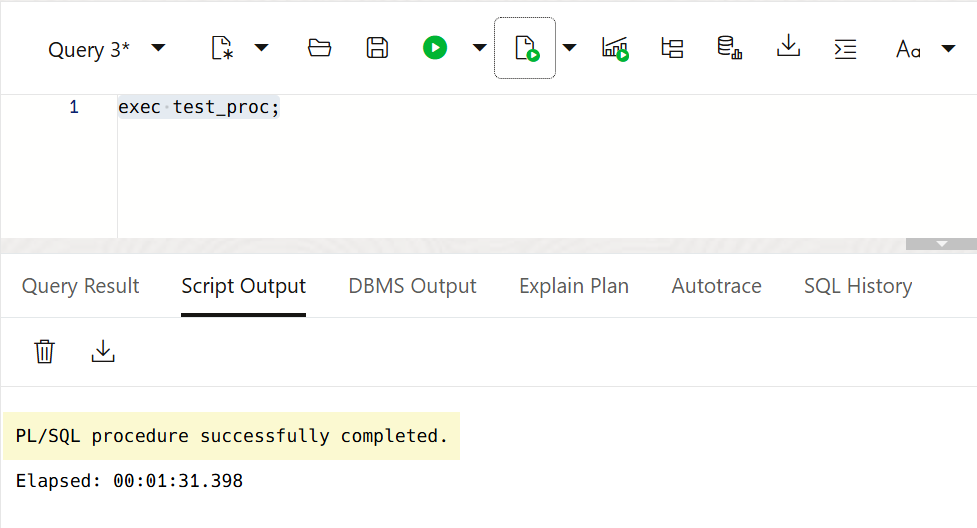 Query 3*
Aa
1 exec test_proc;
Query Result Script Output DBMS Output Explain Plan Autotrace SQL History
PL/SQL procedure successfully completed.
Elapsed: 00:01:31.398